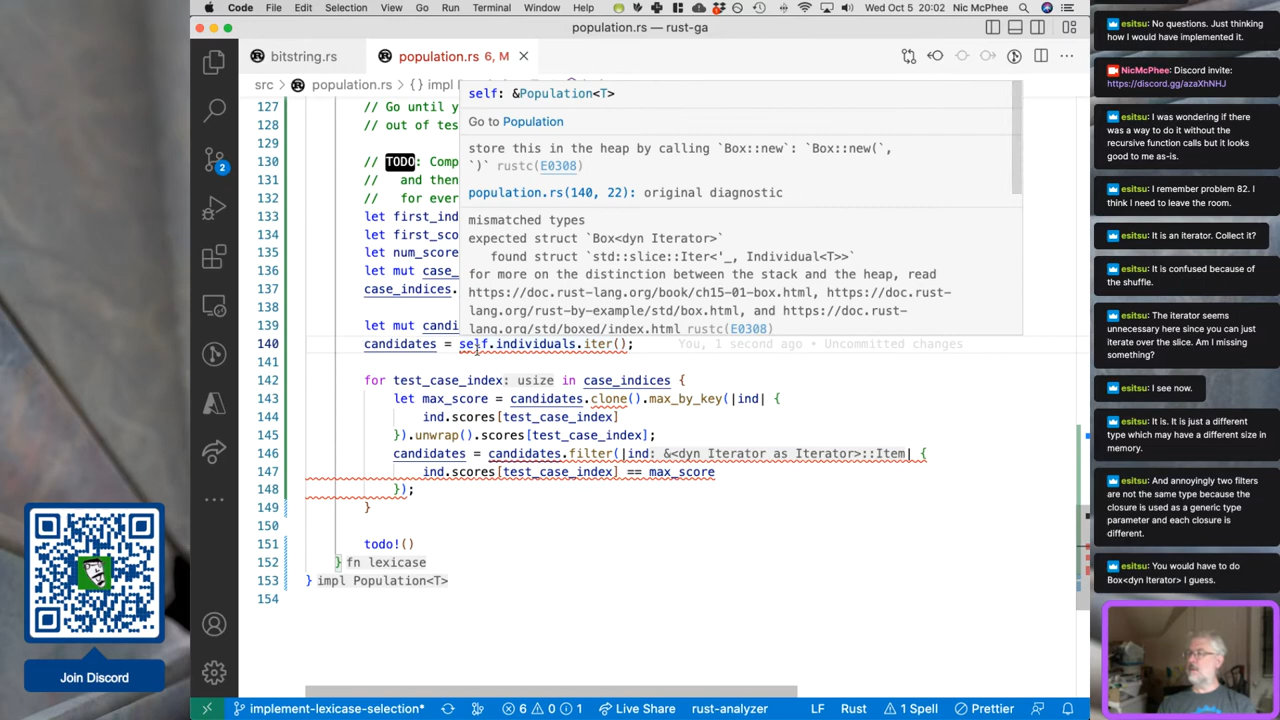 Code File Edit Selection View Go Run Terminal Window Help
Wed Oct 5 20:02 Nic McPhee
population.rs — rust-ga
bitstring.rs
population.rs 6, M
src > population.rs > {} impl
127 // Go until y
128 // out of tes
129
130 // TODO: Comp
131 // and then
132 // for ever
133 let first_ind
134 let first_sco
135 let num_score
136 let mut case_
137 case_indices.
138
139 let mut candi
140 candidates = self.individuals.iter(); You, 1 second ago • Uncommitted changes
141
142 for test_case_index: usize in case_indices {
143 let max_score = candidates.clone().max_by_key(|ind| {
144 ind.scores[test_case_index]
145 }).unwrap().scores[test_case_index];
146 candidates = candidates.filter(|ind: &<dyn Iterator as Iterator>::Item| {
147 ind.scores[test_case_index] == max_score
148 });
149 }
150
151 todo!()
152 } fn lexicase
153 } impl Population<T>
154
self: &Population<T>
Go to Population
store this in the heap by calling `Box::new`: `Box::new(`,
`)` rustc(E0308)
population.rs(140, 22): original diagnostic
mismatched types
expected struct `Box<dyn Iterator>`
found struct `std::slice::Iter<'_, Individual<T>>`
for more on the distinction between the stack and the heap, read
https://doc.rust-lang.org/book/ch15-01-box.html, https://doc.rust-
lang.org/rust-by-example/std/box.html, and https://doc.rust-
lang.org/std/boxed/index.html rustc(E0308)
2
implement-lexicase-selection* 6 0 1 Live Share rust-analyzer LF Rust 1 Spell Prettier
Join Discord
esitsu: No questions. Just thinking
how I would have implemented it.
NicMcPhee: Discord invite:
https://discord.gg/azaXhNHJ
esitsu: I was wondering if there
was a way to do it without the
recursive function calls but it looks
good to me as-is.
esitsu: I remember problem 82. I
think I need to leave the room.
esitsu: It is an iterator. Collect it?
esitsu: It is confused because of
the shuffle.
esitsu: The iterator seems
unnecessary here since you can just
iterate over the slice. Am I missing
something?
esitsu: I see now.
esitsu: It is. It is just a different
type which may have a different size in
memory.
esitsu: And annoyingly two filters
are not the same type because the
closure is used as a generic type
parameter and each closure is
different.
esitsu: You would have to do
Box<dyn Iterator> I guess.